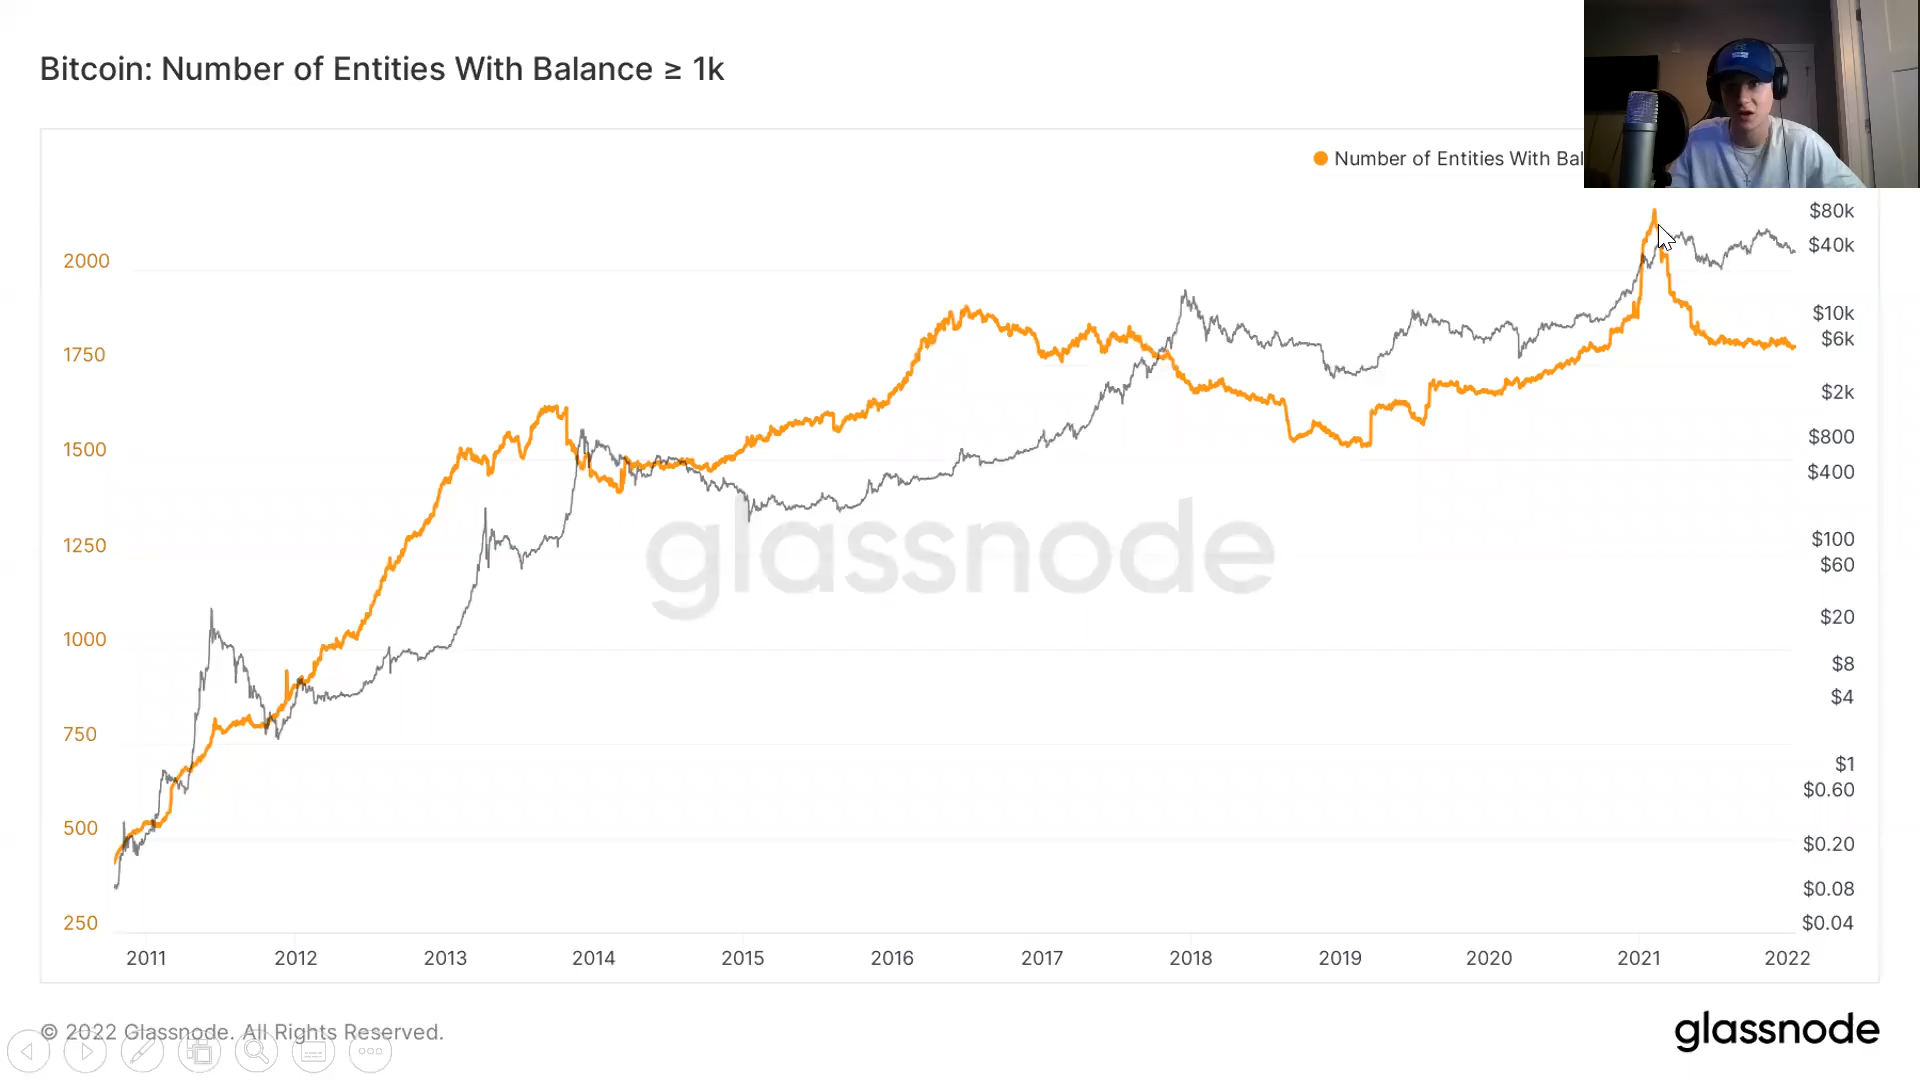 Bitcoin: Number of Entities With Balance ≥ 1k
Number of Entities With Bal
2000
1750
1500
1250
1000
750
500
250
$80k
$40k
$10k
$6k
$2k
$800
$400
$100
$60
$20
$8
$4
$1
$0.60
$0.20
$0.08
$0.04
glassnode
2011 2012 2013 2014 2015 2016 2017 2018 2019 2020 2021 2022
© 2022 Glassnode. All Rights Reserved.
glassnode